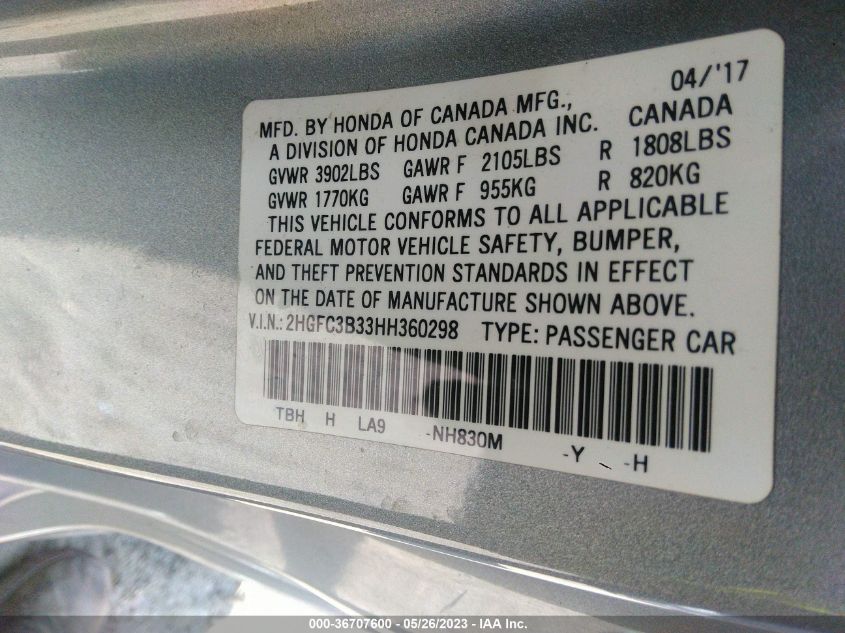 04/'17
MFD. BY HONDA OF CANADA MFG.,
A DIVISION OF HONDA CANADA INC. CANADA
GVWR 3902LBS GAWR F 2105LBS R 1808LBS
GVWR 1770KG GAWR F 955KG R 820KG
THIS VEHICLE CONFORMS TO ALL APPLICABLE
FEDERAL MOTOR VEHICLE SAFETY, BUMPER,
AND THEFT PREVENTION STANDARDS IN EFFECT
ON THE DATE OF MANUFACTURE SHOWN ABOVE.
V.I.N.: 2HGFC3B33HH360298 TYPE: PASSENGER CAR
TBH H LA9 -NH830M -Y -H
000-36707600 - 05/26/2023 - IAA Inc.